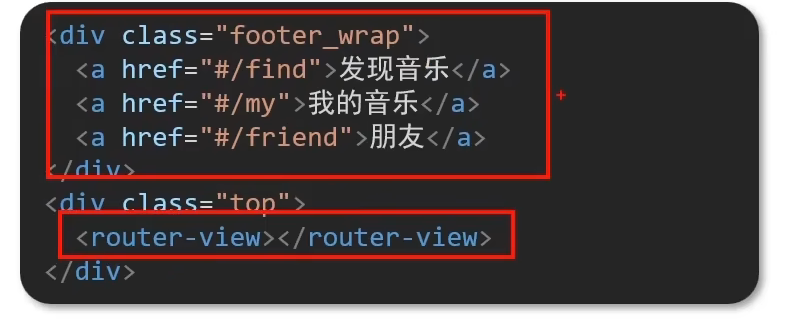 <div class="footer_wrap">
<a href="#/find">发现音乐</a>
<a href="#/my">我的音乐</a>
<a href="#/friend">朋友</a>
</div>
<div class="top">
<router-view></router-view>
</div>